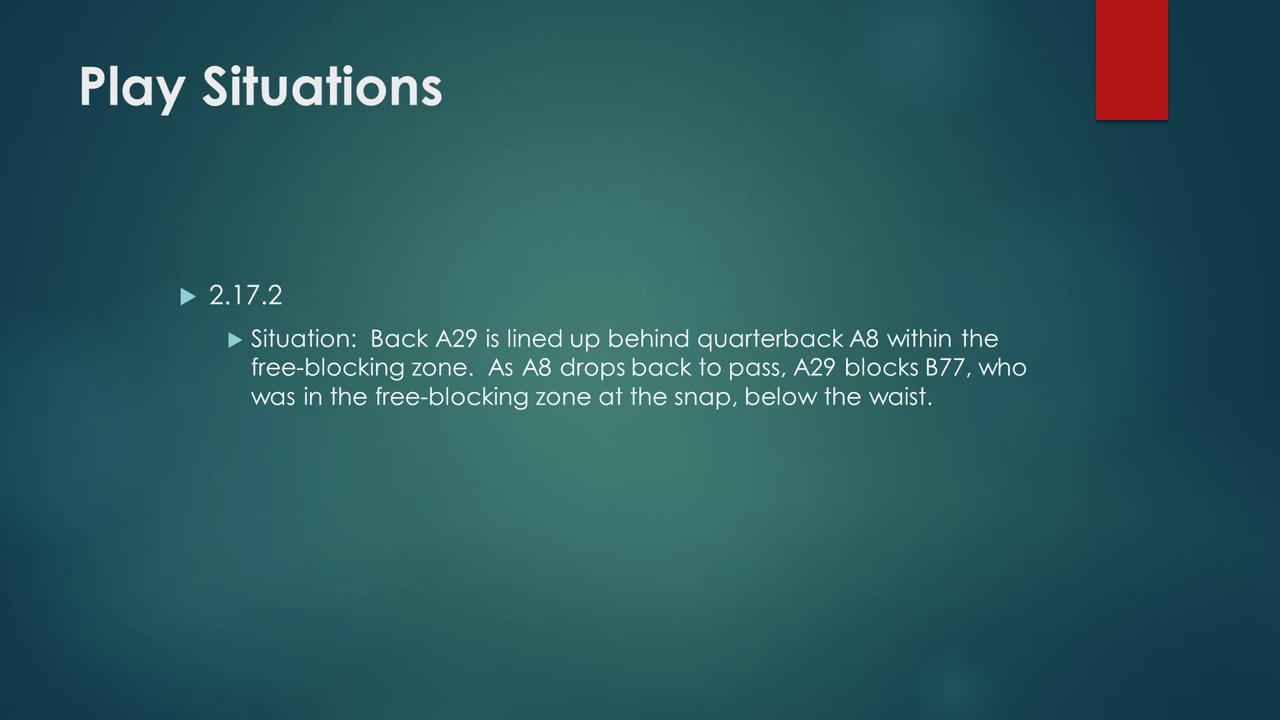 Play Situations
2.17.2
Situation: Back A29 is lined up behind quarterback A8 within the
free-blocking zone. As A8 drops back to pass, A29 blocks B77, who
was in the free-blocking zone at the snap, below the waist.